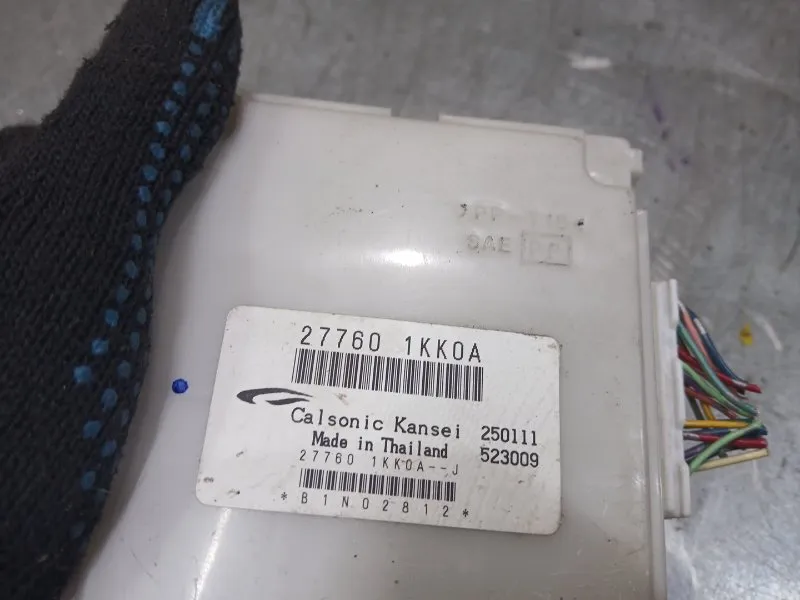 27760 1KK0A
Calsonic Kansei 250111
Made in Thailand 523009
27760 1KK0A--J
*B1N02812*